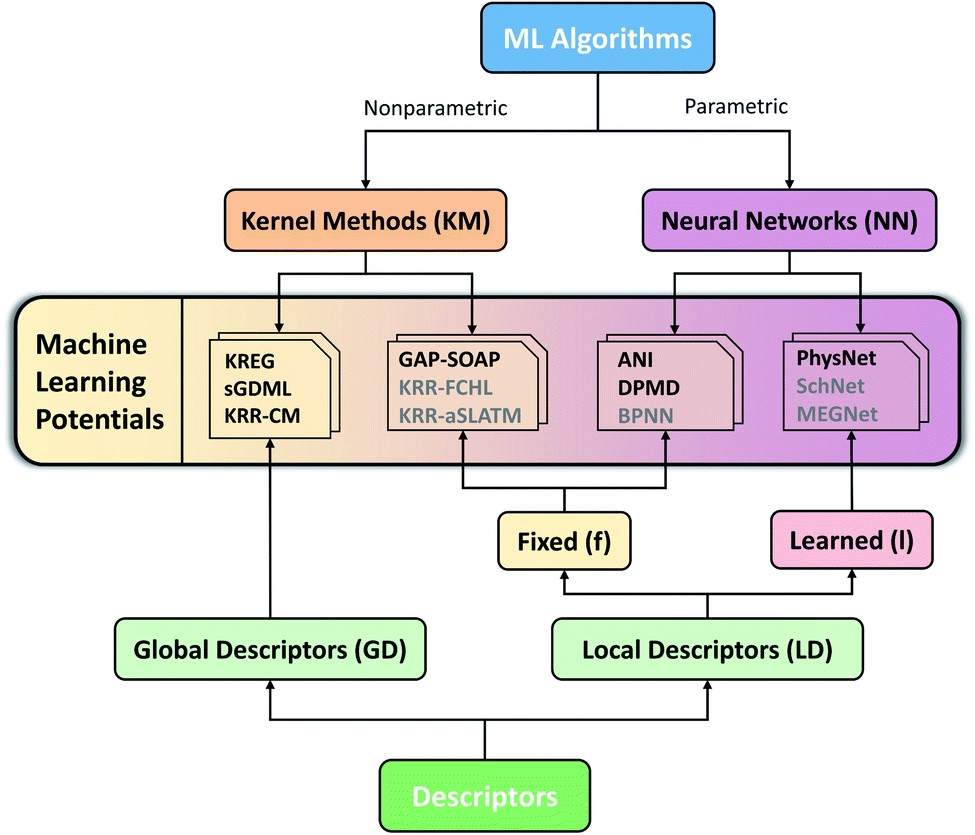 ML Algorithms
Nonparametric
Parametric
Kernel Methods (KM)
Neural Networks (NN)
Machine
Learning
Potentials
KREG
sGDML
KRR-CM
GAP-SOAP
KRR-FCHL
KRR-aSLATM
ANI
DPMD
BPNN
PhysNet
SchNet
MEGNet
Fixed (f)
Learned (l)
Global Descriptors (GD)
Local Descriptors (LD)
Descriptors